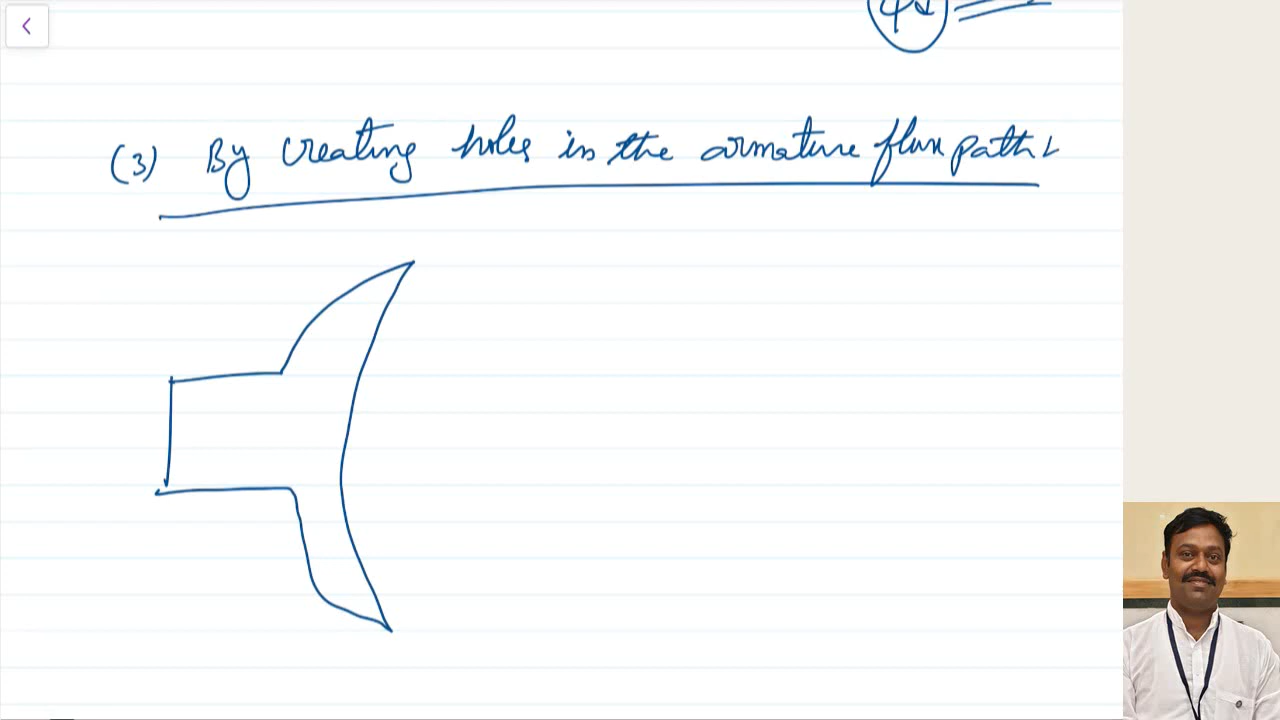 (3) By creating holes in the armature flux path